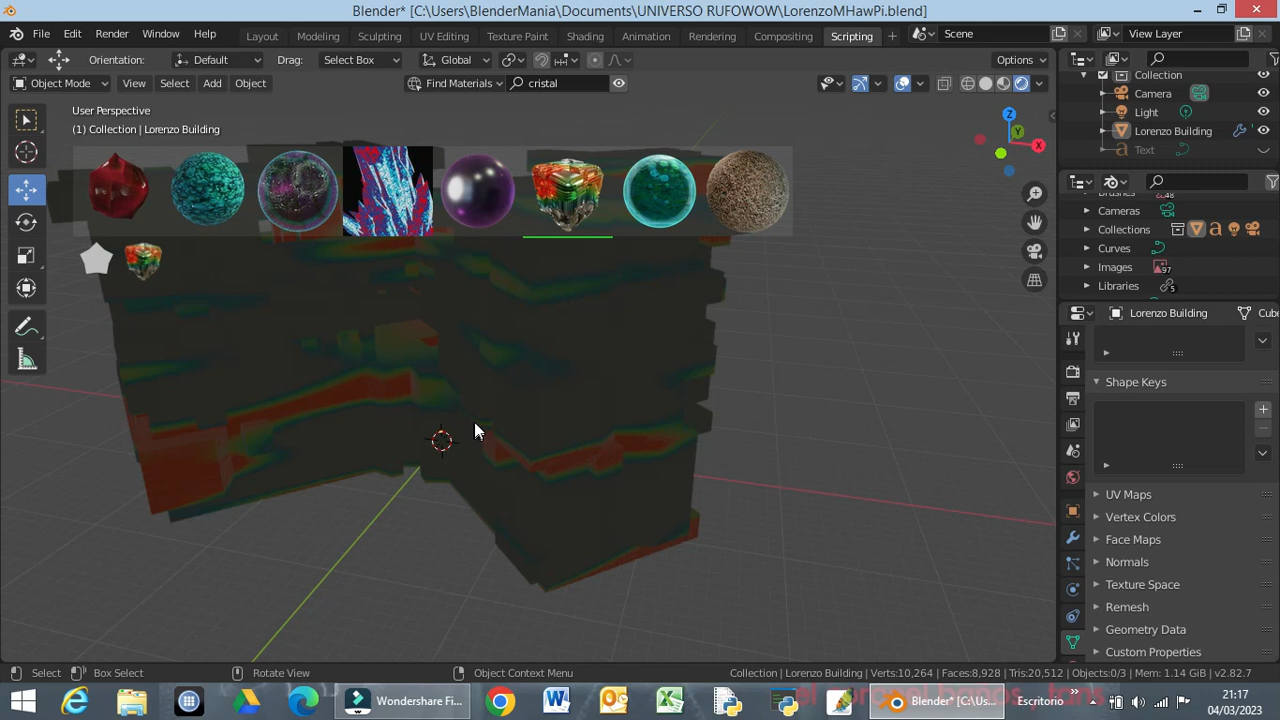 Blender* [C:\Users\BlenderMania\Documents\UNIVERSO RUFOWOW\LorenzoMHawPi.blend]
File Edit Render Window Help Layout Modeling Sculpting UV Editing Texture Paint Shading Animation Rendering Compositing Scripting + Scene View Layer
Orientation: Default Drag: Select Box Global Options
Object Mode View Select Add Object Find Materials cristal
User Perspective
(1) Collection | Lorenzo Building
Z
Y
X
Collection
Camera
Light
Lorenzo Building
Text
Brushes 48
Cameras
Collections
Curves
Images 97
Libraries 5
Lorenzo Building Cube
Shape Keys
UV Maps
Vertex Colors
Face Maps
Normals
Texture Space
Remesh
Geometry Data
Custom Properties
Select Box Select Rotate View Object Context Menu Collection | Lorenzo Building | Verts:10,264 | Faces:8,928 | Tris:20,512 | Objects:0/3 | Mem: 1.14 GiB | v2.82.7
Wondershare Fi... Blender* [C:\Us... Escritorio 21:17
04/03/2023